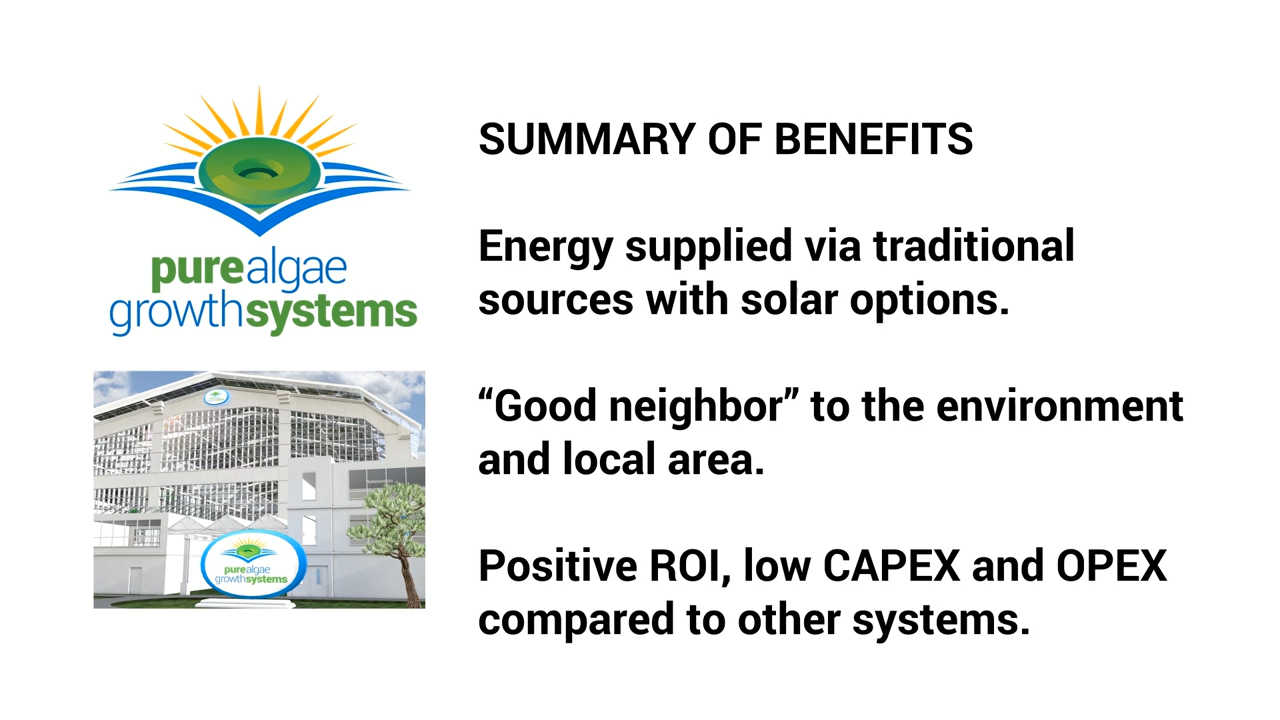 purealgae
growthsystems
SUMMARY OF BENEFITS
Energy supplied via traditional
sources with solar options.
“Good neighbor” to the environment
and local area.
Positive ROI, low CAPEX and OPEX
compared to other systems.
purealgae
growthsystems